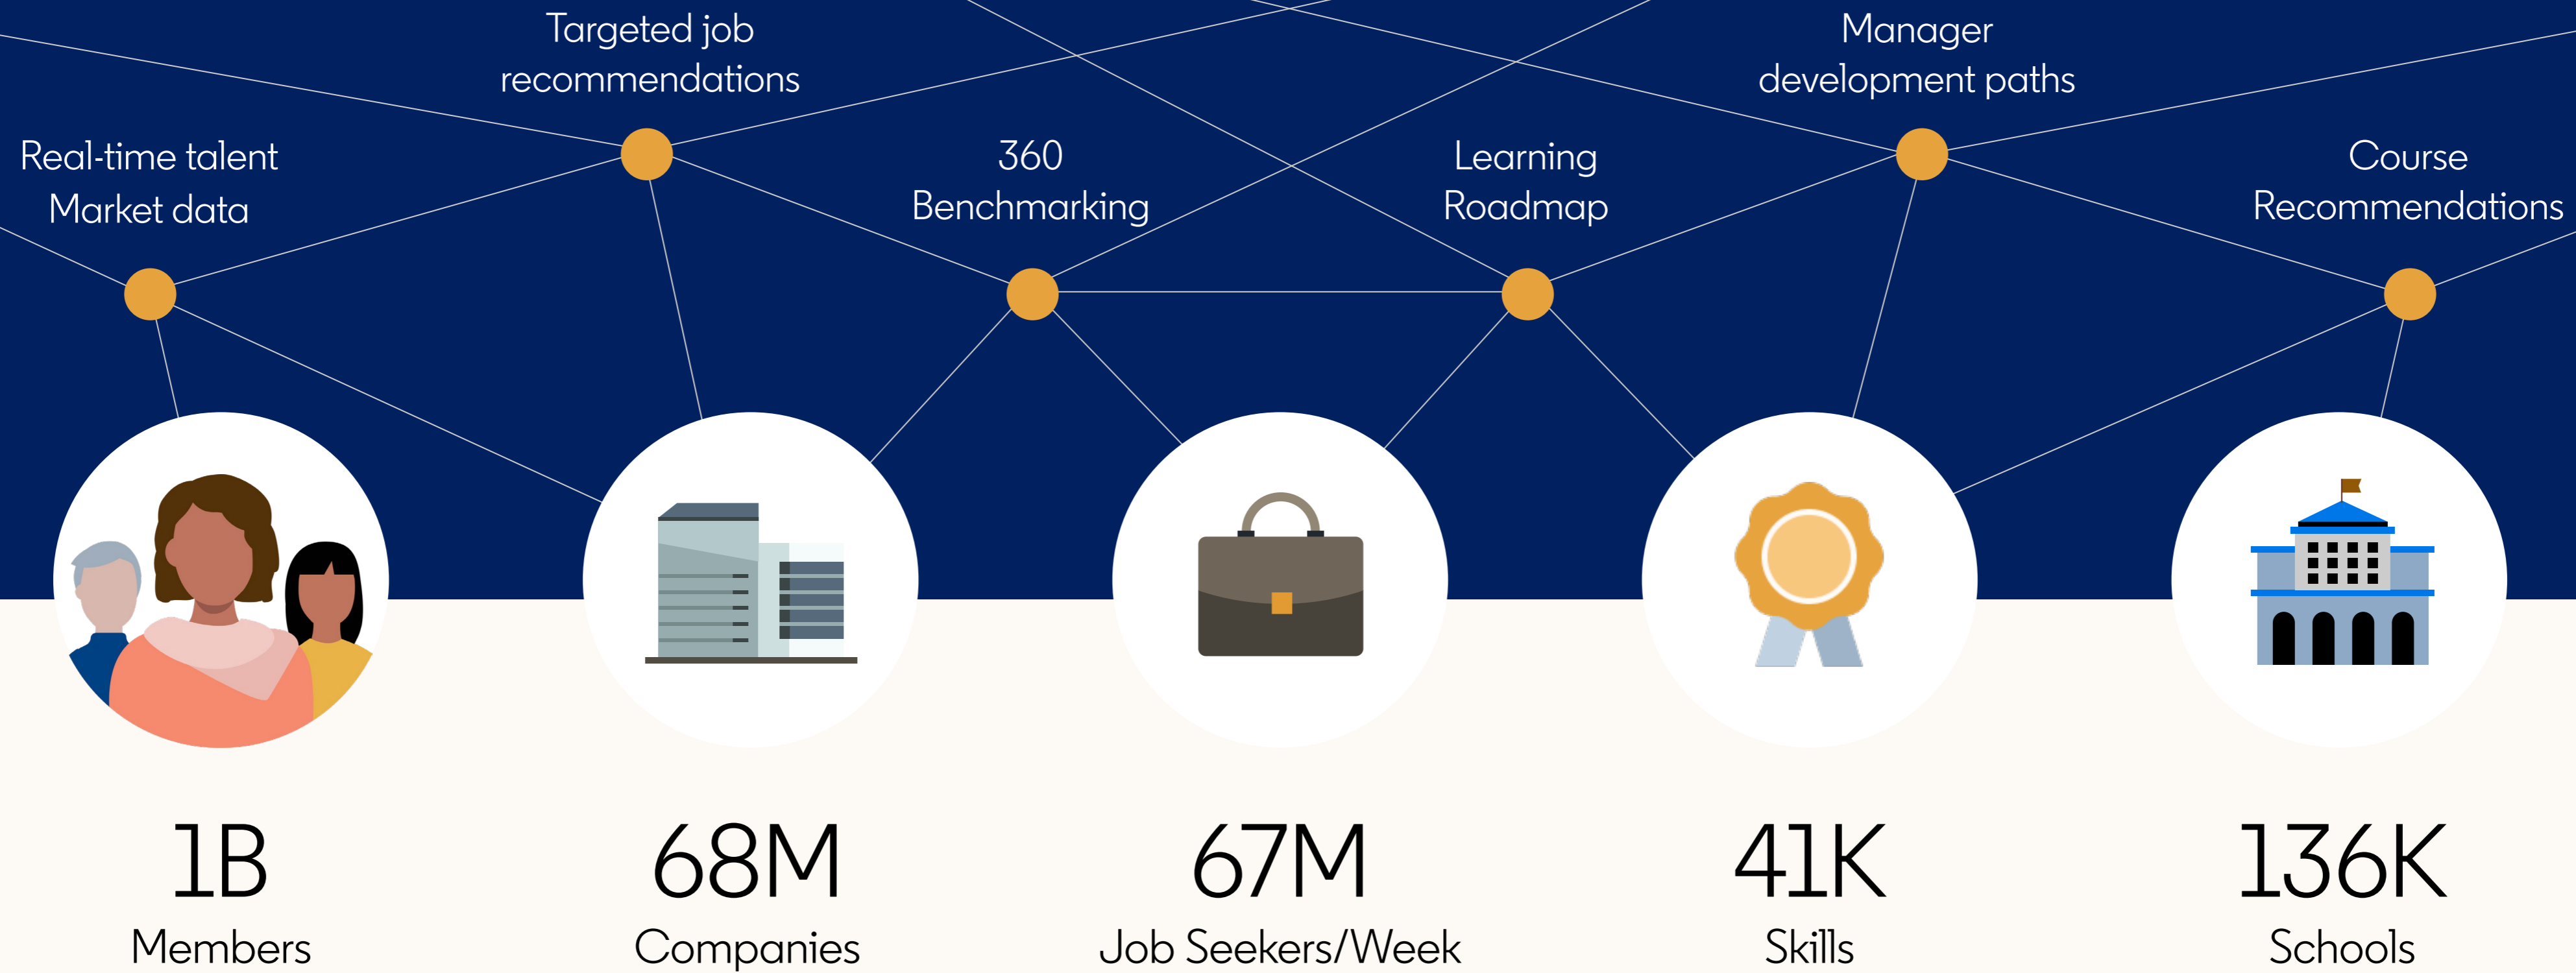 Targeted job
recommendations
Manager
development paths
Real-time talent
Market data
360
Benchmarking
Learning
Roadmap
Course
Recommendations
1B
Members
68M
Companies
67M
Job Seekers/Week
41K
Skills
136K
Schools